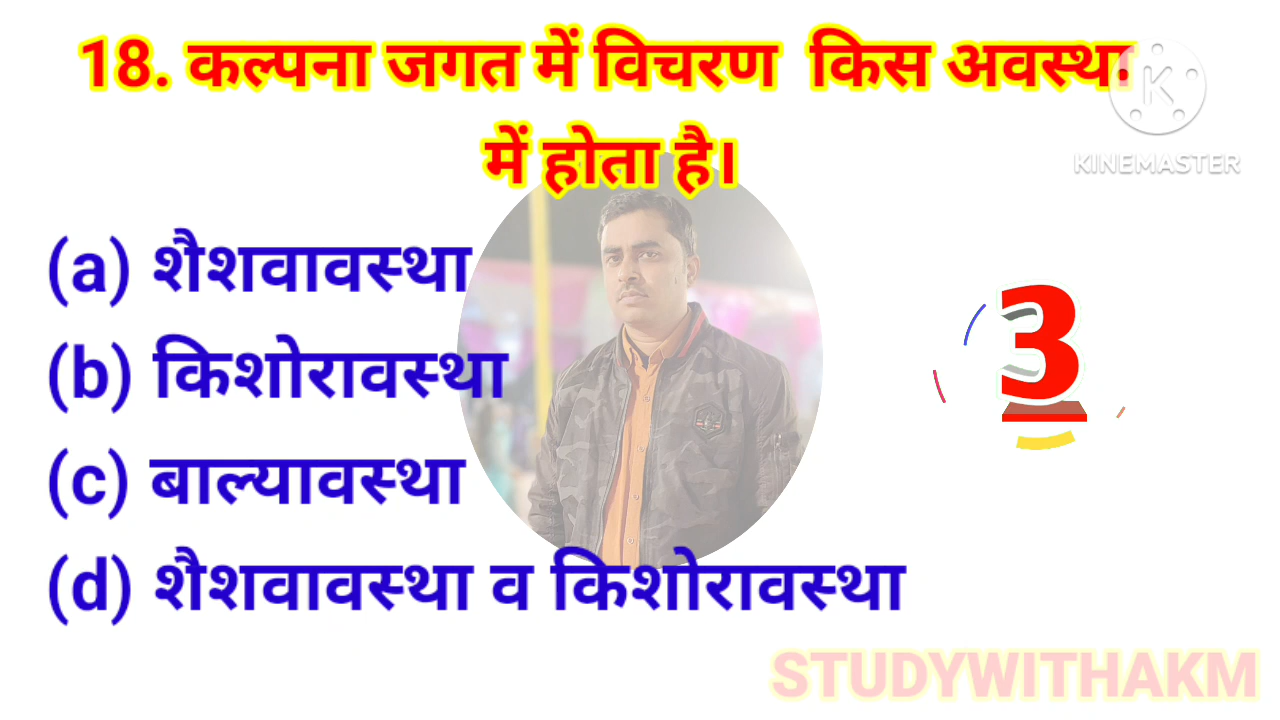 18. कल्पना जगत में विचरण किस अवस्था
में होता है।
KINEMASTER
(a) शैशवावस्था
(b) किशोरावस्था
3
(c) बाल्यावस्था
(d) शैशवावस्था व किशोरावस्था
STUDYWITHAKM